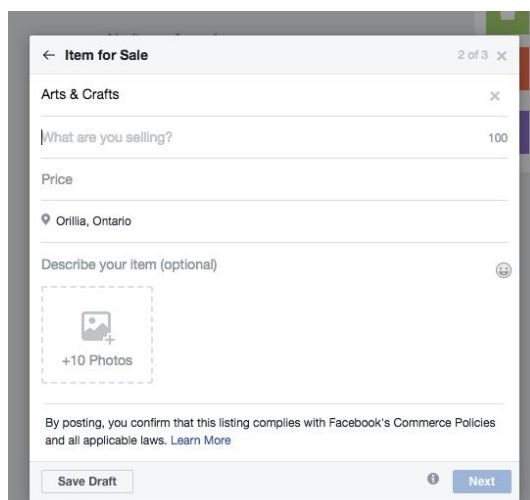 Item for Sale 2 of 3
Arts & Crafts
What are you selling? 100
Price
Orillia, Ontario
Describe your item (optional)
+10 Photos
By posting, you confirm that this listing complies with Facebook's Commerce Policies
and all applicable laws. Learn More
Save Draft Next